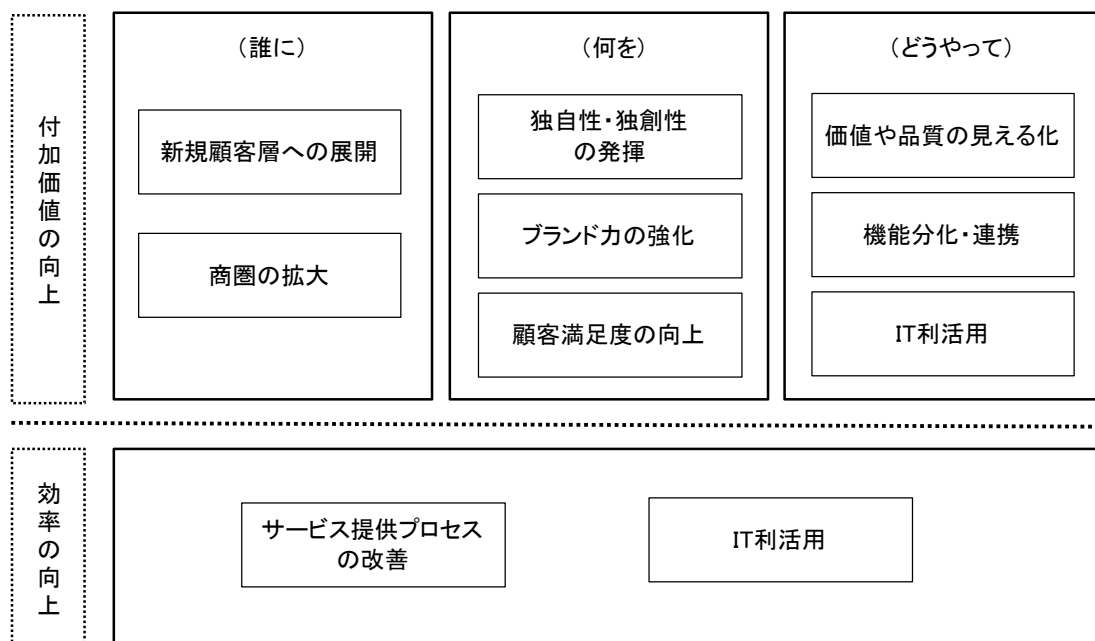 付加価値の向上
(誰に)
新規顧客層への展開
商圏の拡大
(何を)
独自性・独創性
の発揮
ブランド力の強化
顧客満足度の向上
(どうやって)
価値や品質の見える化
機能分化・連携
IT利活用
効率の向上
サービス提供プロセス
の改善
IT利活用